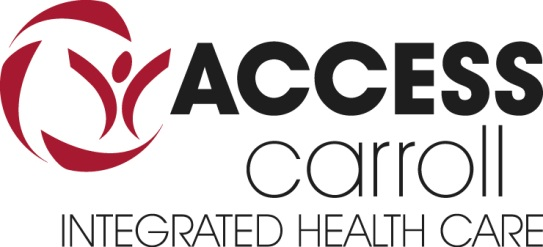 ACCESS
carroll
INTEGRATED HEALTH CARE